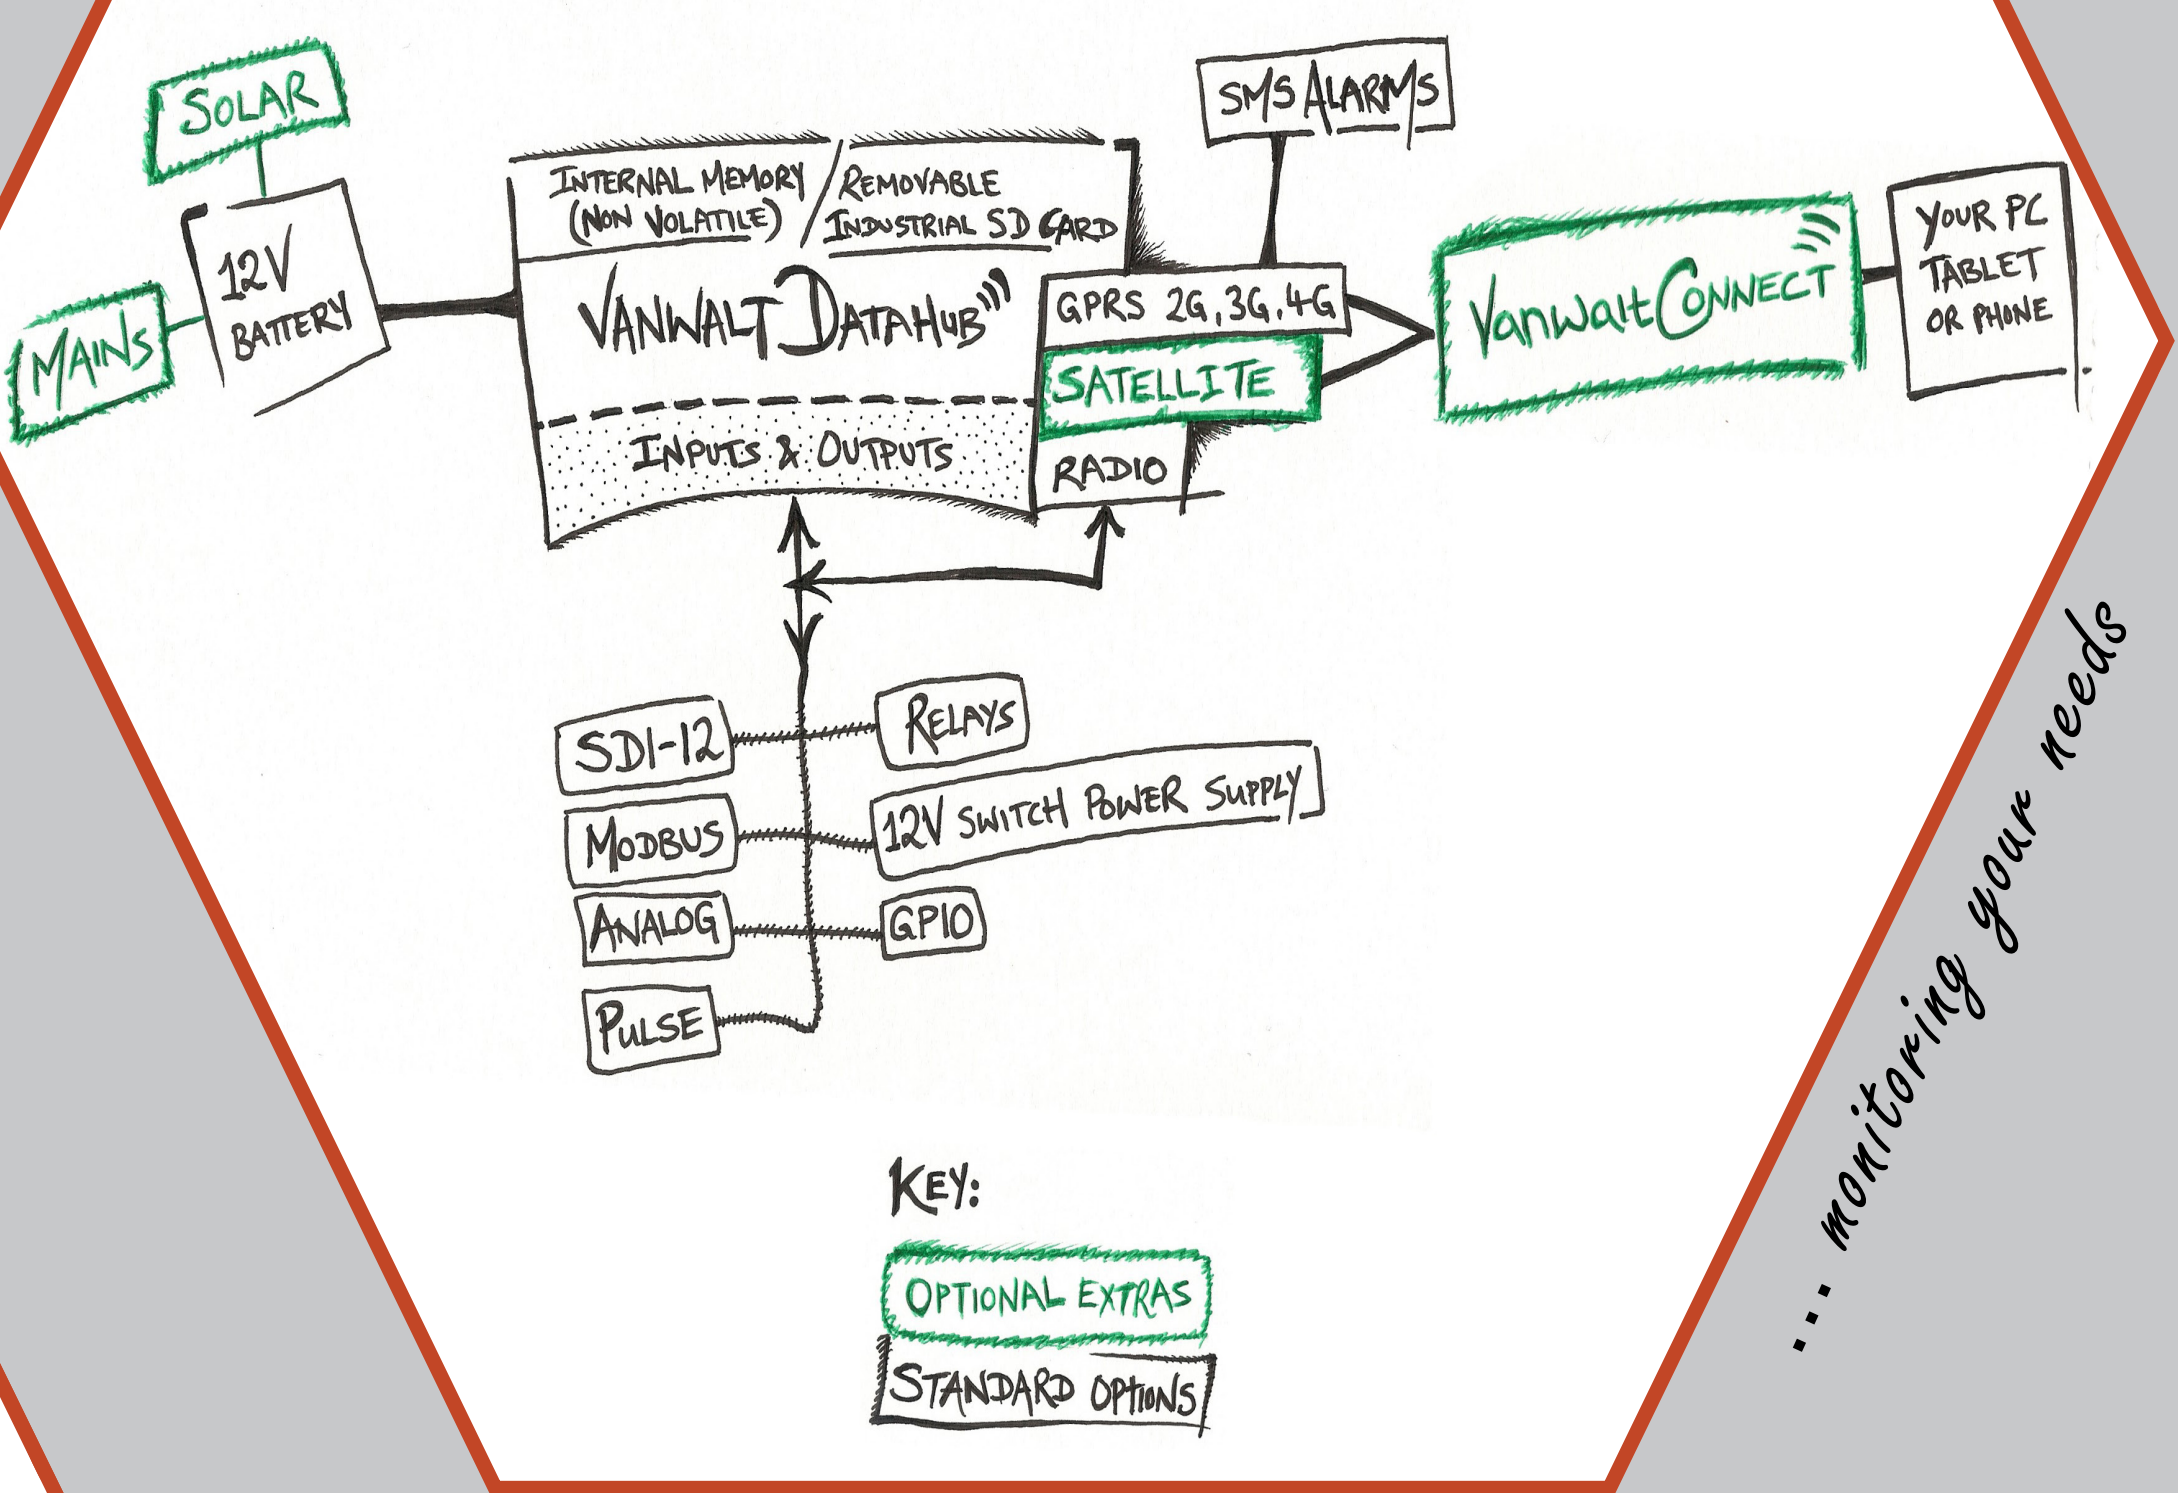 SOLAR
MAINS
12V
BATTERY
INTERNAL MEMORY
(NON VOLATILE)
/ REMOVABLE
INDUSTRIAL SD CARD
VANWALT DATAHUB
INPUTS & OUTPUTS
SMS ALARMS
GPRS 2G, 3G, 4G
SATELLITE
RADIO
VanWalt CONNECT
YOUR PC
TABLET
OR PHONE
SDI-12
RELAYS
MODBUS
12V SWITCH POWER SUPPLY
ANALOG
GPIO
PULSE
... monitoring your needs
KEY:
OPTIONAL EXTRAS
STANDARD OPTIONS